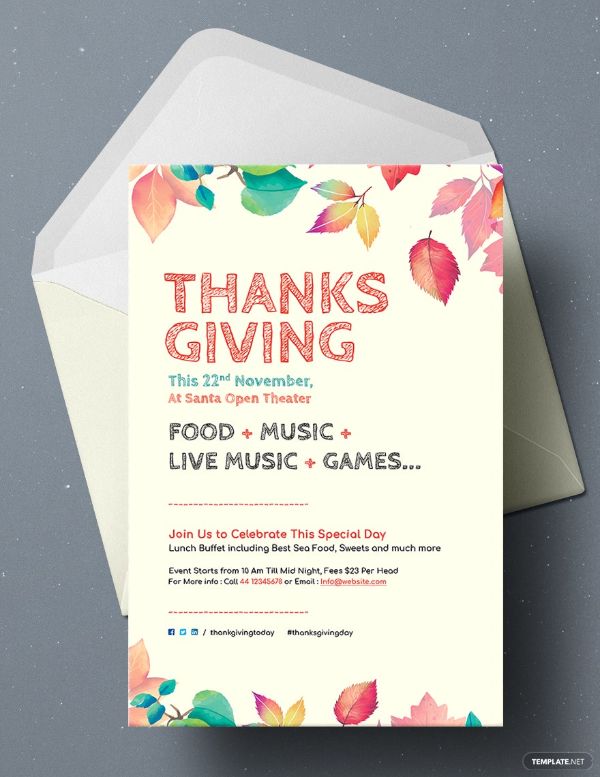 THANKS
GIVING
This 22nd November,
At Santa Open Theater
FOOD + MUSIC +
LIVE MUSIC + GAMES...
Join Us to Celebrate This Special Day
Lunch Buffet including Best Sea Food, Sweets and much more
Event Starts from 10 Am Till Mid Night, Fees $23 Per Head
For More info : Call 44 12345678 or Email : Info@website.com
/ thankgivingtoday #thanksgivingday
TEMPLATE.NET